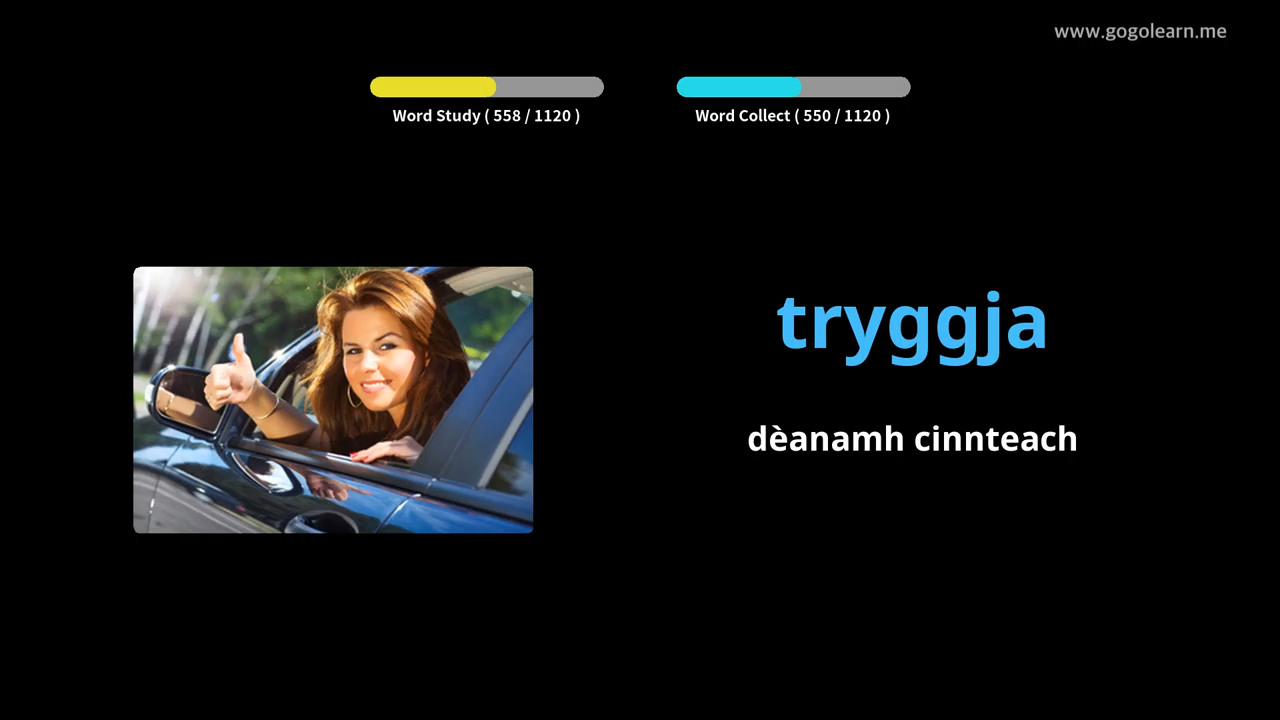 www.gogolearn.me
Word Study ( 558 / 1120 )
Word Collect ( 550 / 1120 )
tryggja
dèanamh cinnteach